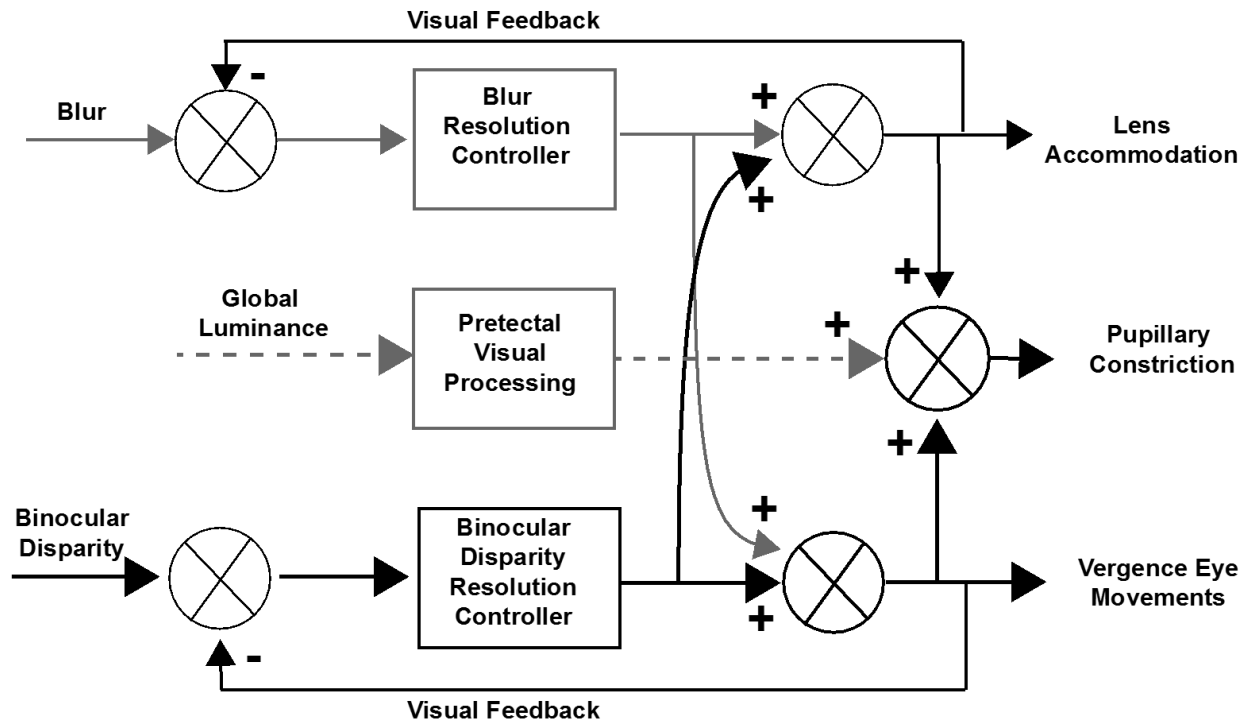 Visual Feedback
-
Blur
Blur
Resolution
Controller
+
+
Lens
Accommodation
Global
Luminance
Pretectal
Visual
Processing
+
+
+
Pupillary
Constriction
Binocular
Disparity
Binocular
Disparity
Resolution
Controller
+
+
Vergence Eye
Movements
-
Visual Feedback